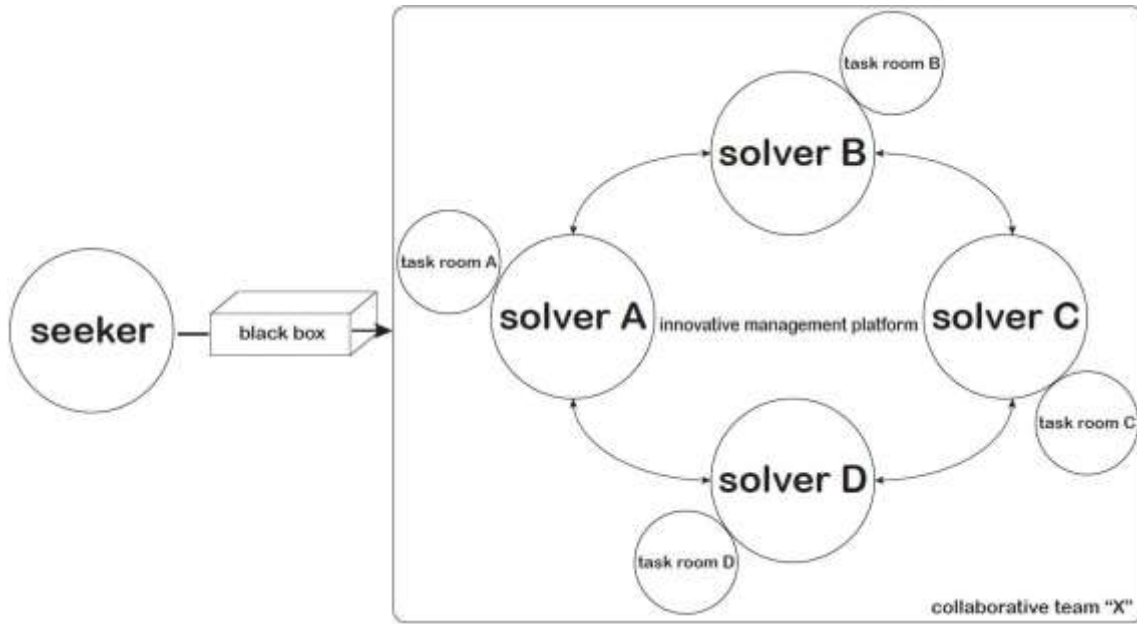 task room B
solver B
task room A
seeker
black box
solver A
innovative management platform
solver C
task room C
solver D
task room D
collaborative team “X”